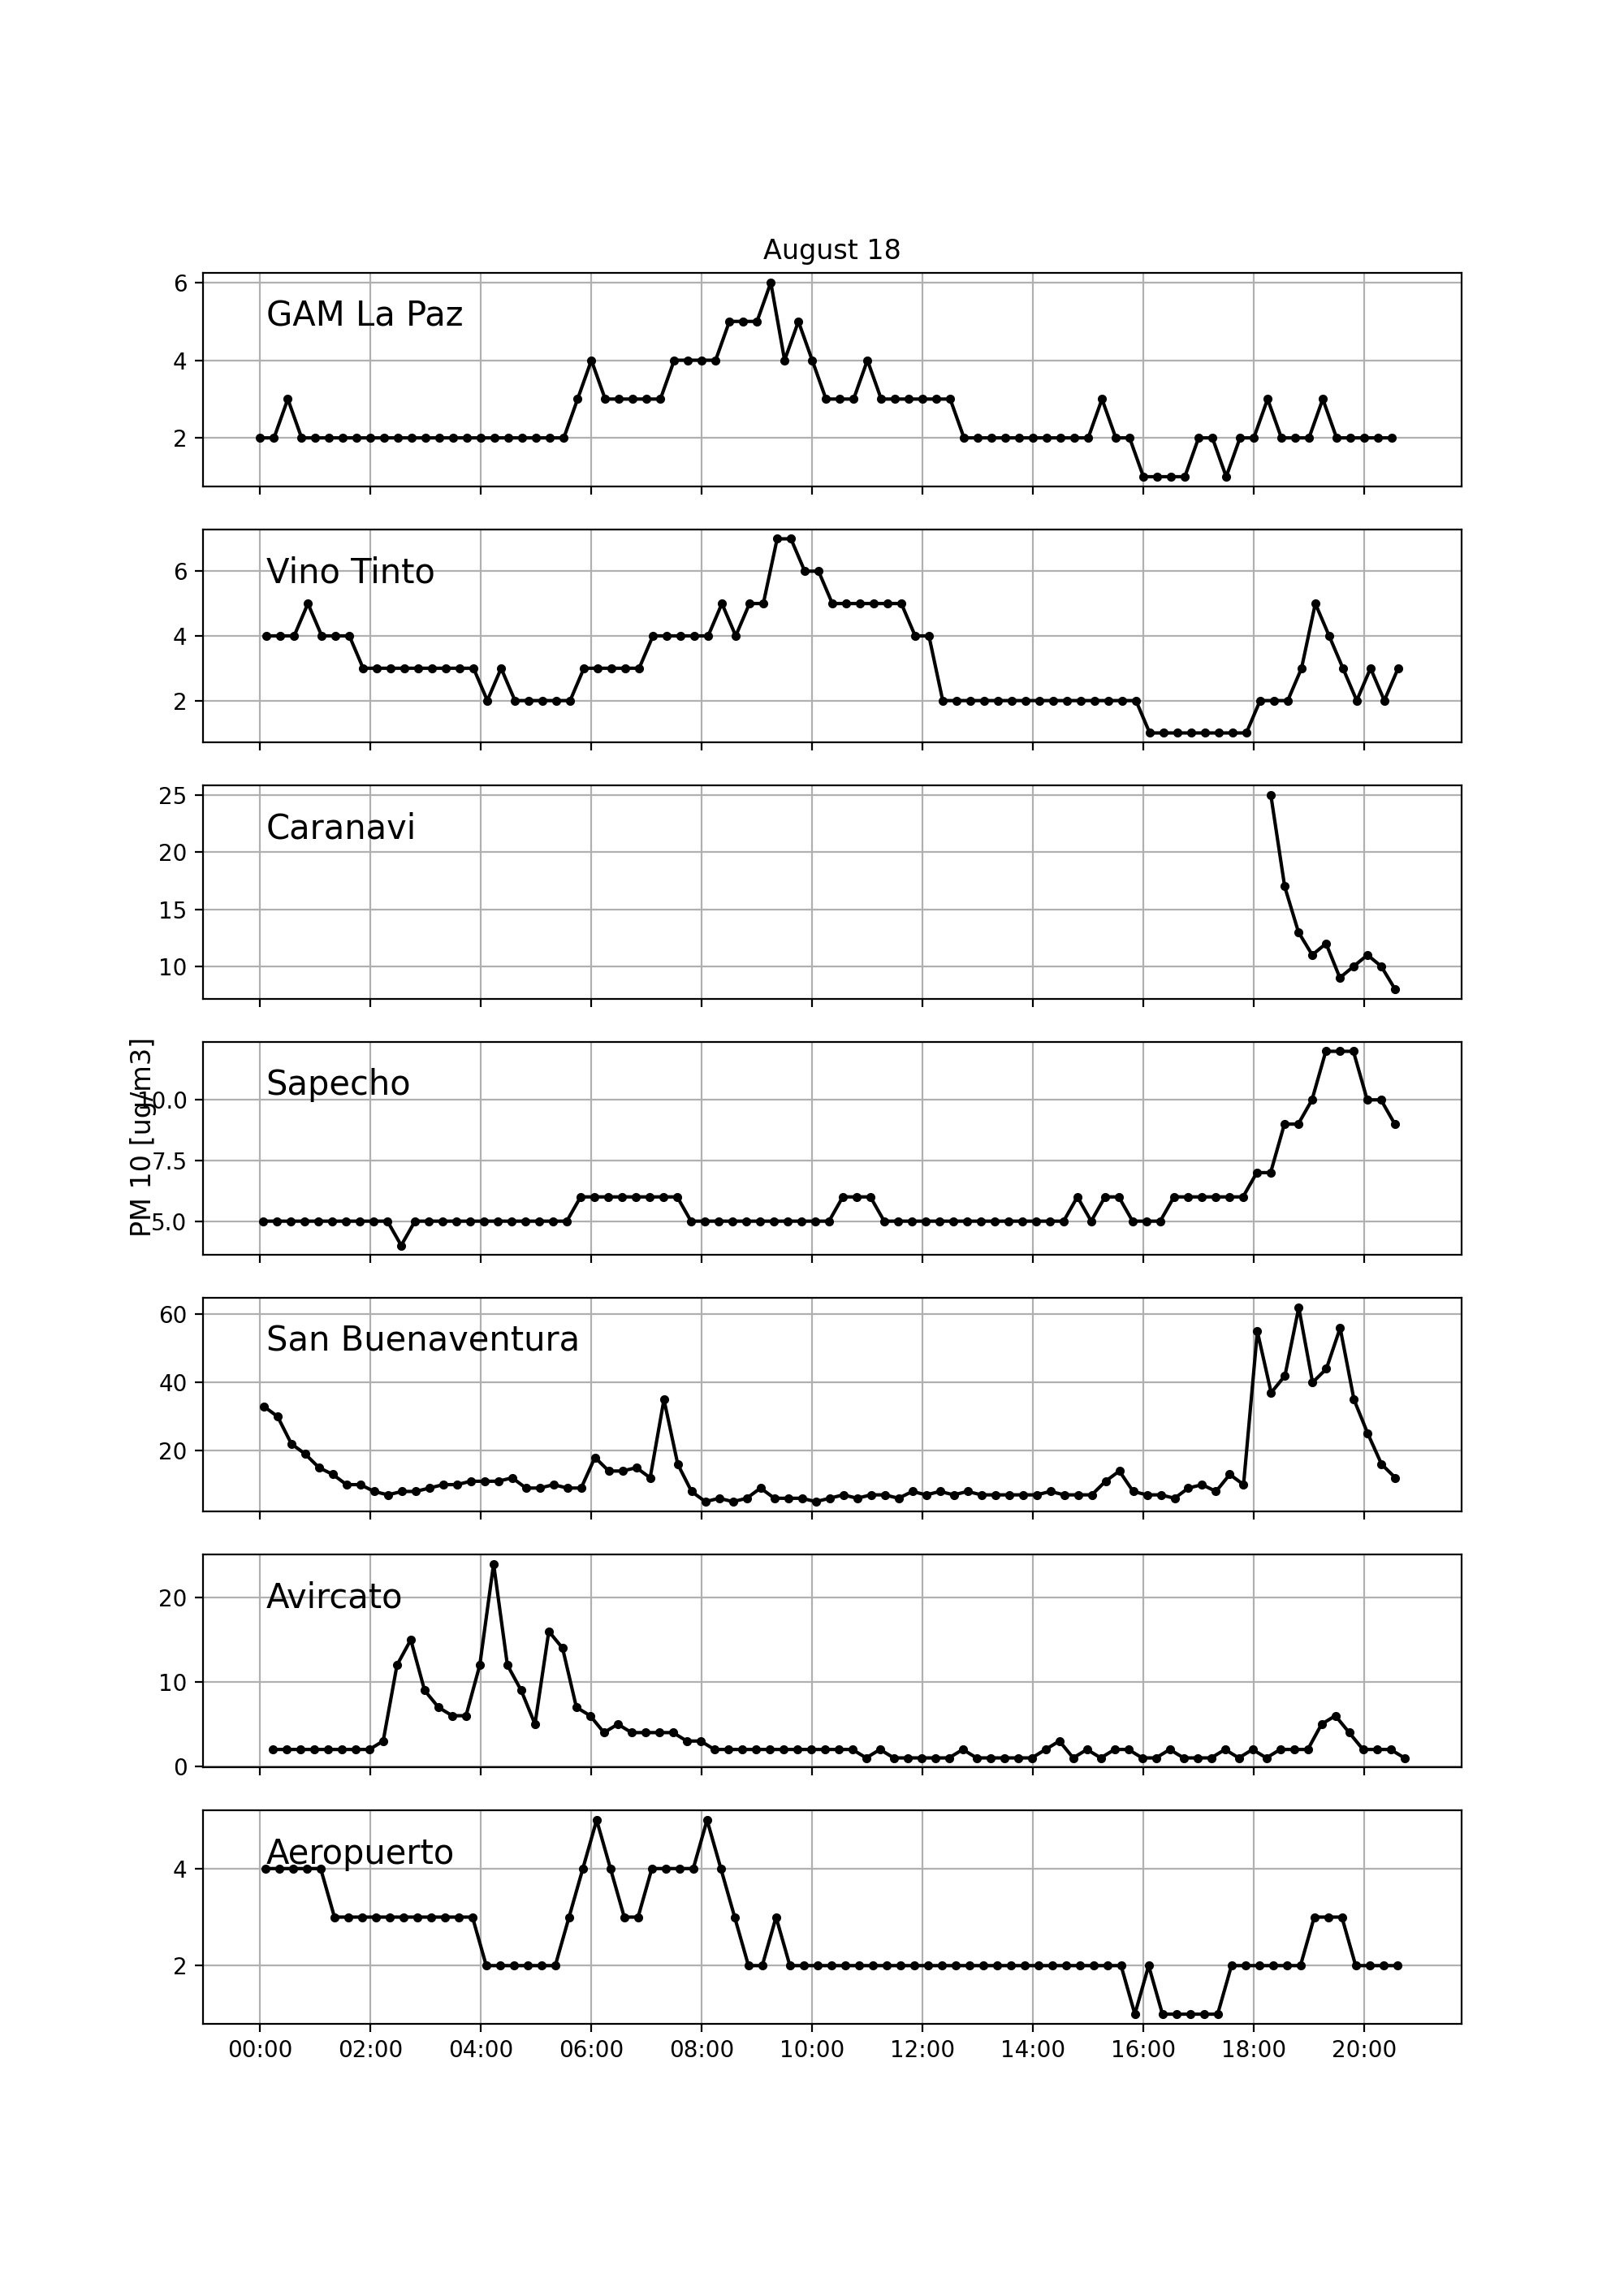 August 18
GAM La Paz
6
4
2
Vino Tinto
6
4
2
Caranavi
25
20
15
10
PM 10 [ug/m3]
Sapecho
10.0
7.5
5.0
San Buenaventura
60
40
20
Avircato
20
10
0
Aeropuerto
4
2
00:00 02:00 04:00 06:00 08:00 10:00 12:00 14:00 16:00 18:00 20:00